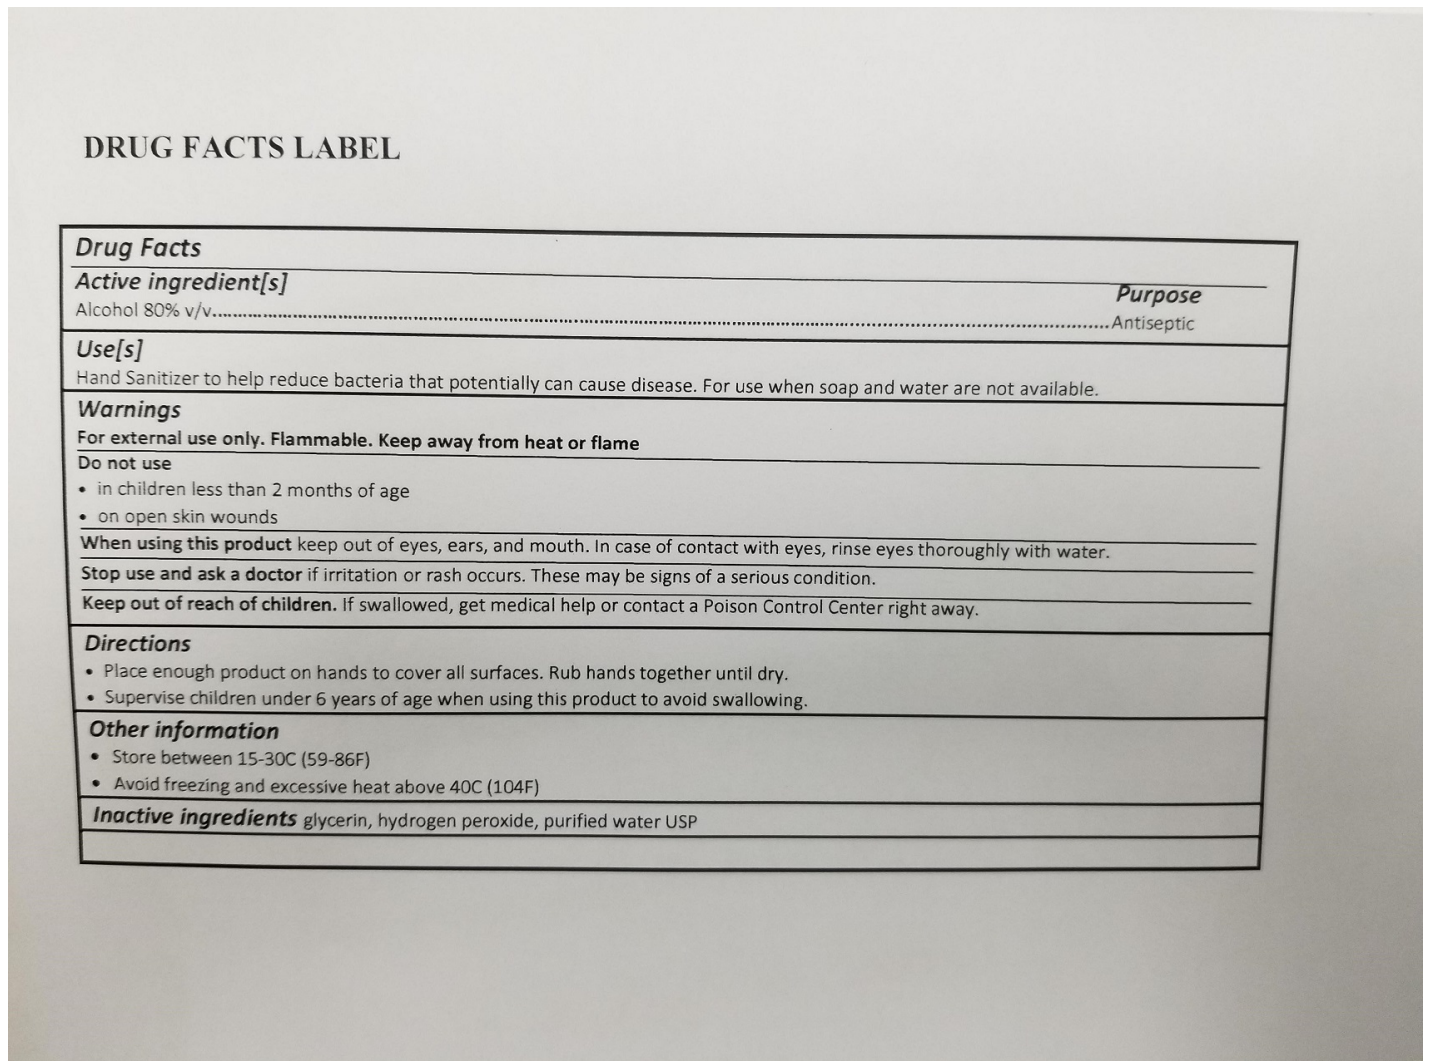 DRUG FACTS LABEL
Drug Facts
Active ingredient[s] Purpose
Alcohol 80% v/v........................................................................................................................Antiseptic
Use[s]
Hand Sanitizer to help reduce bacteria that potentially can cause disease. For use when soap and water are not available.
Warnings
For external use only. Flammable. Keep away from heat or flame
Do not use
• in children less than 2 months of age
• on open skin wounds
When using this product keep out of eyes, ears, and mouth. In case of contact with eyes, rinse eyes thoroughly with water.
Stop use and ask a doctor if irritation or rash occurs. These may be signs of a serious condition.
Keep out of reach of children. If swallowed, get medical help or contact a Poison Control Center right away.
Directions
• Place enough product on hands to cover all surfaces. Rub hands together until dry.
• Supervise children under 6 years of age when using this product to avoid swallowing.
Other information
• Store between 15-30C (59-86F)
• Avoid freezing and excessive heat above 40C (104F)
Inactive ingredients glycerin, hydrogen peroxide, purified water USP